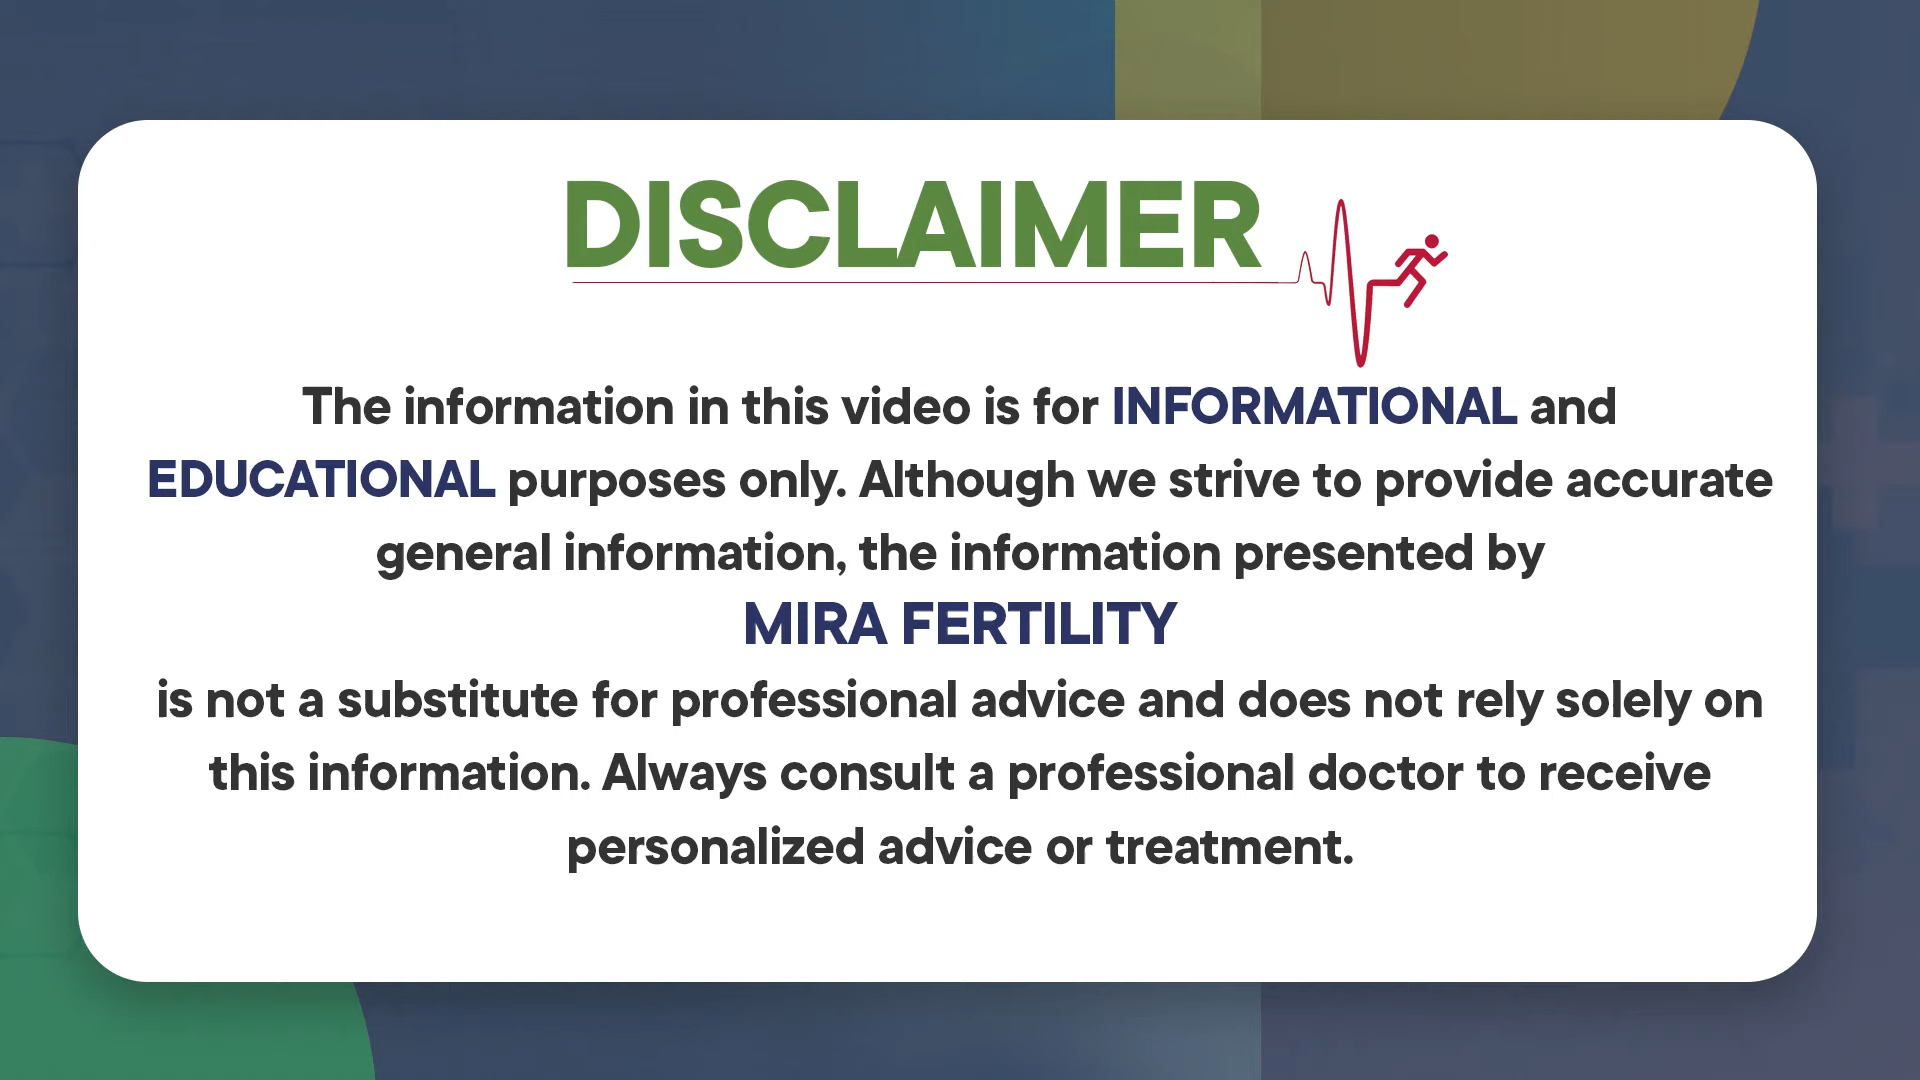 DISCLAIMER
The information in this video is for INFORMATIONAL and
EDUCATIONAL purposes only. Although we strive to provide accurate
general information, the information presented by
MIRA FERTILITY
is not a substitute for professional advice and does not rely solely on
this information. Always consult a professional doctor to receive
personalized advice or treatment.